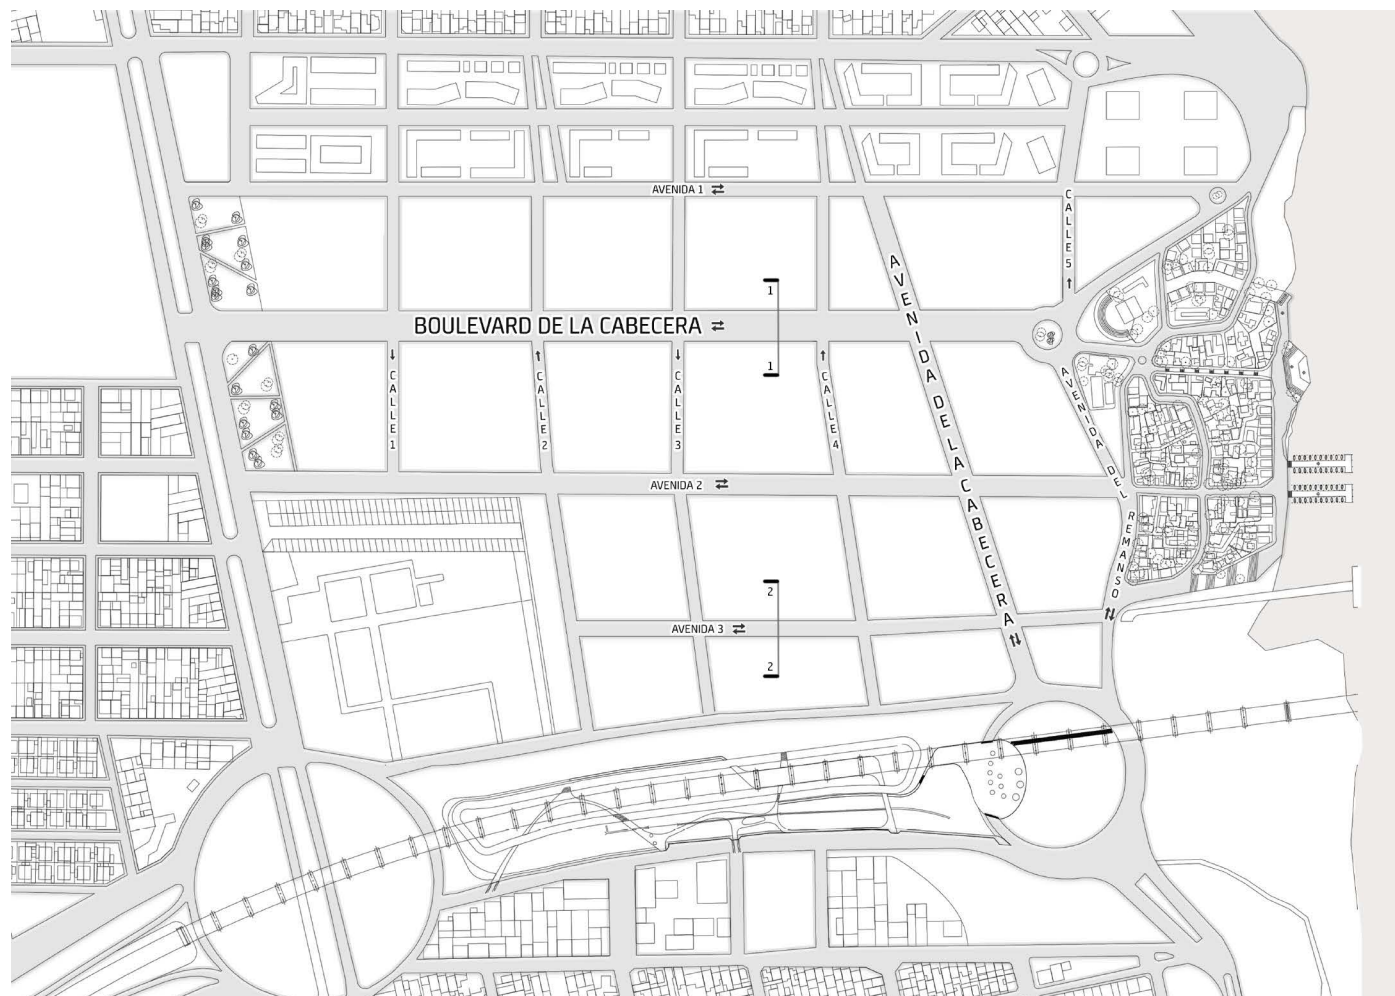 AVENIDA 1
CALLE 5
AVENIDA DE LA CABECERA
1
BOULEVARD DE LA CABECERA
1
CALLE 1
CALLE 2
CALLE 3
CALLE 4
AVENIDA DEL REMANSO
AVENIDA 2
2
AVENIDA 3
2